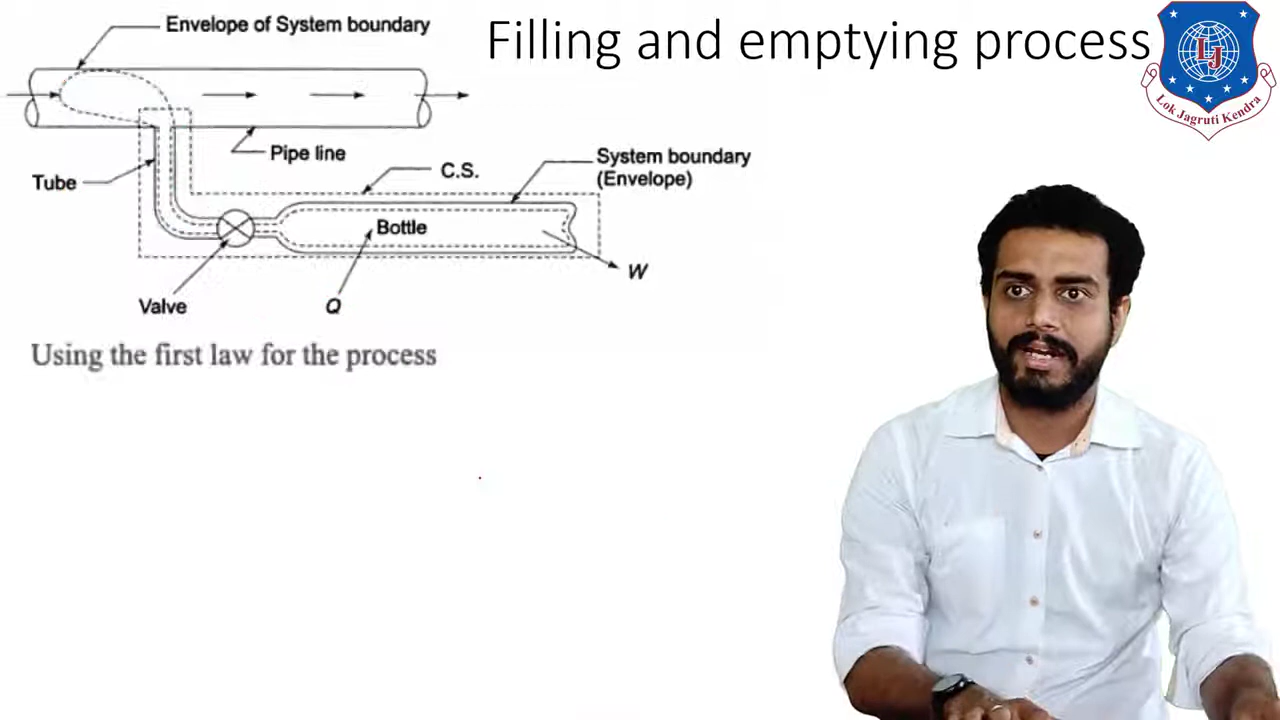 Envelope of System boundary
Filling and emptying process
LJ
Lok Jagruti Kendra
Pipe line
C.S.
System boundary
(Envelope)
Tube
Bottle
W
Valve
Q
Using the first law for the process